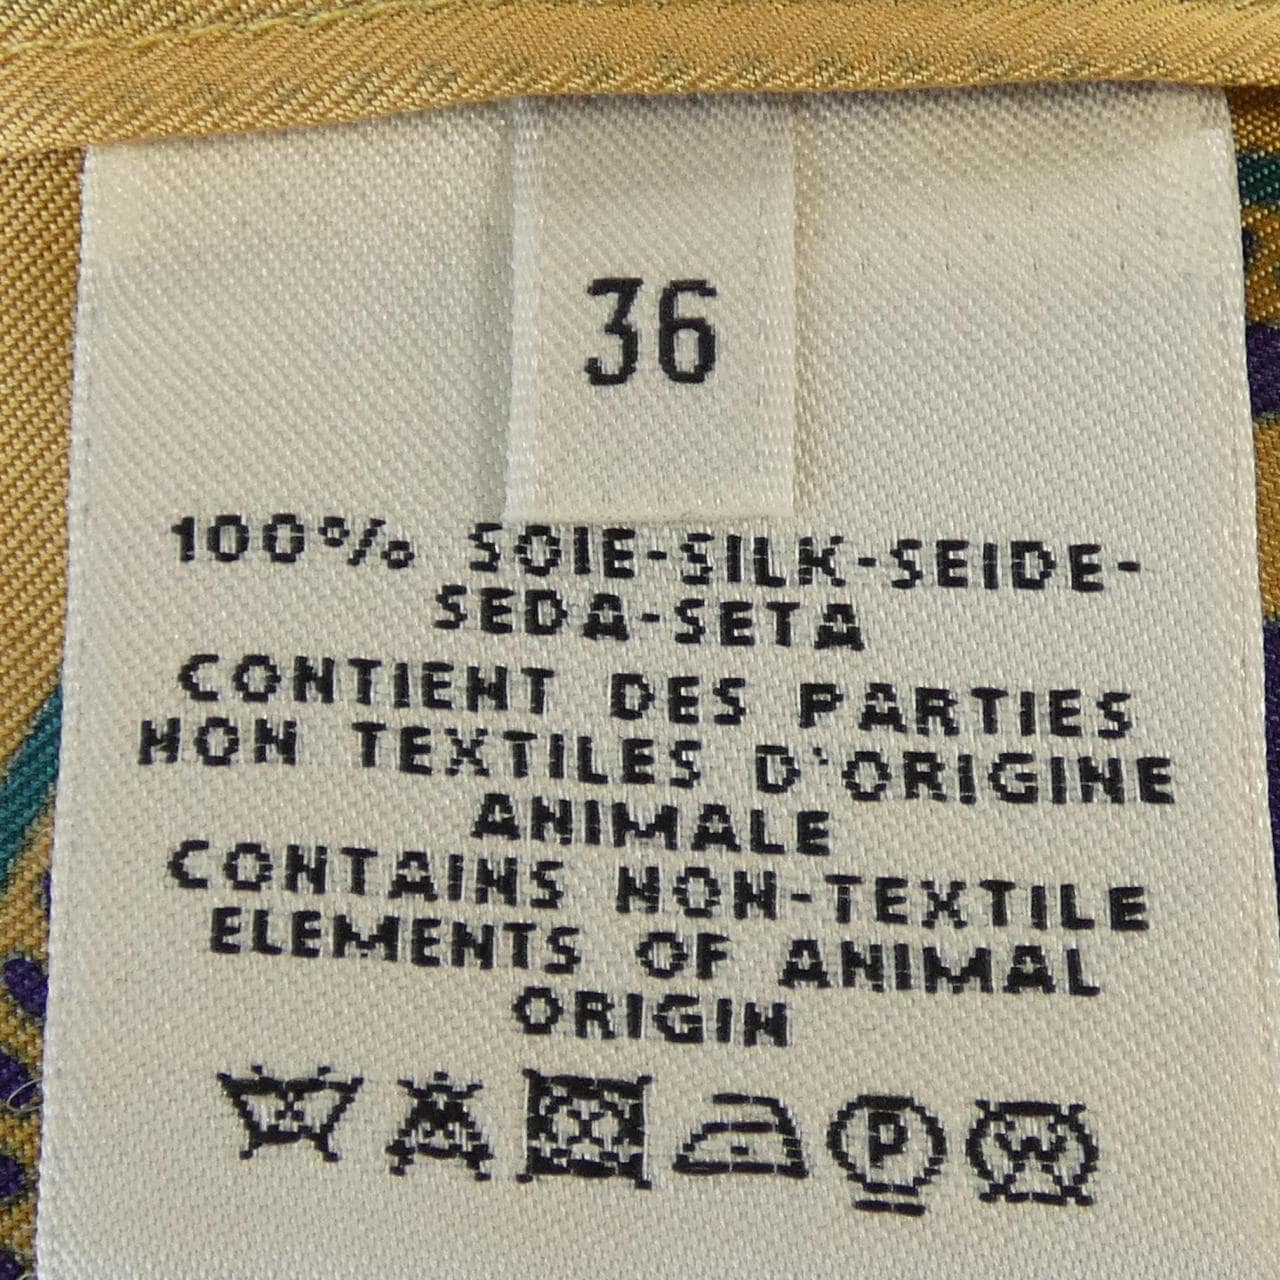 36
100% SOIE-SILK-SEIDE-
SEDA-SETA
CONTIENT DES PARTIES
NON TEXTILES D'ORIGINE
ANIMALE
CONTAINS NON-TEXTILE
ELEMENTS OF ANIMAL
ORIGIN
P W